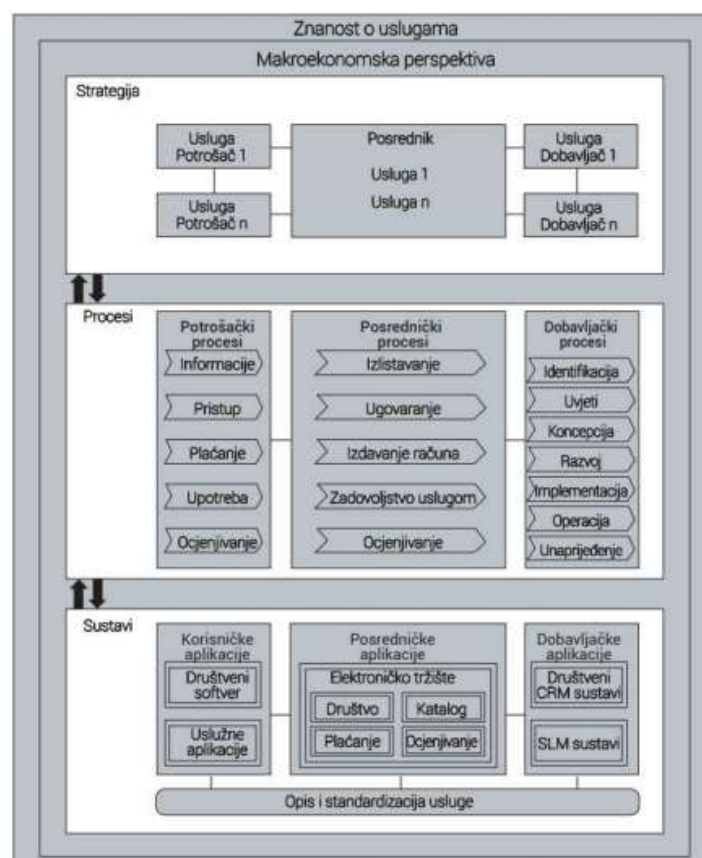 Znanost o uslugama
Makroekonomska perspektiva
Strategija
Usluga
Potrošač 1
Usluga
Potrošač n
Posrednik
Usluga 1
Usluga n
Usluga
Dobavljač 1
Usluga
Dobavljač n
Procesi
Potrošački
procesi
Informacije
Pristup
Plaćanje
Upotreba
Ocjenjivanje
Posrednički
procesi
Izlistavanje
Ugovaranje
Izdavanje računa
Zadovoljstvo uslugom
Ocjenjivanje
Dobavljački
procesi
Identifikacija
Uvjeti
Koncepcija
Razvoj
Implementacija
Operacija
Unaprijeđenje
Sustavi
Korisničke
aplikacije
Društveni
softver
Uslužne
aplikacije
Posredničke
aplikacije
Elektroničko tržište
Društvo
Katalog
Plaćanje
Ocjenjivanje
Dobavljačke
aplikacije
Društveni
CRM sustavi
SLM sustavi
Opis i standardizacija usluge